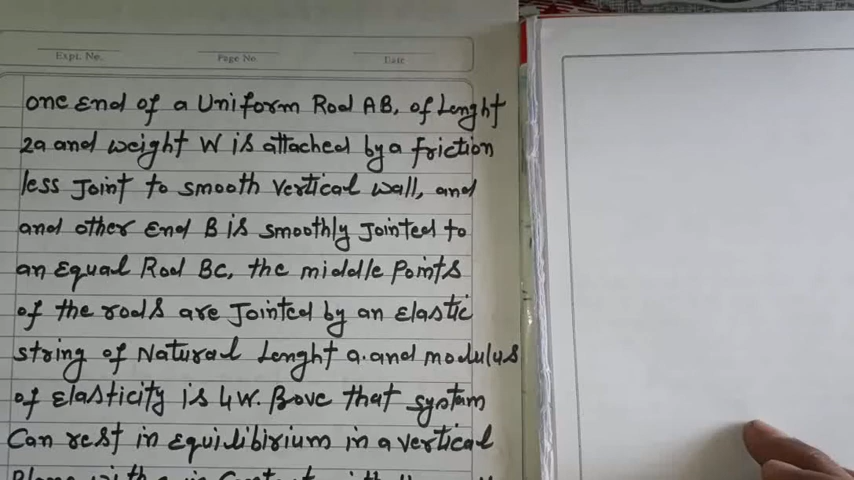 Expt. No.
Page No.
Date
one End of a Uniform Rod AB, of Lenght
2a and weight W is attached by a friction
less Joint to smooth vertical wall, and
and other End B is smoothly Jointed to
an Equal Rod BC, the middle Points
of the rods are Jointed by an Elastic
string of Natural Lenght a. and modulus
of Elasticity is 4W. Prove that system
Can rest in Equilibirium in a vertical